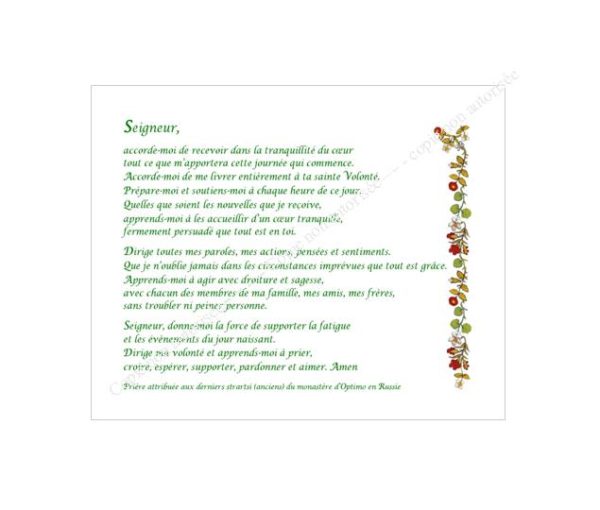 Seigneur,
accorde-moi de recevoir dans la tranquillité du cœur
tout ce que m'apportera cette journée qui commence.
Accorde-moi de me livrer entièrement à ta sainte Volonté.
Prépare-moi et soutiens-moi à chaque heure de ce jour.
Quelles que soient les nouvelles que je reçoive,
apprends-moi à les accueillir d'un cœur tranquille,
fermement persuadé que tout est en toi.
Dirige toutes mes paroles, mes actions, pensées et sentiments.
Que je n'oublie jamais dans les circonstances imprévues que tout est grâce.
Apprends-moi à agir avec droiture et sagesse,
avec chacun des membres de ma famille, mes amis, mes frères,
sans troubler ni peiner personne.
Seigneur, donne-moi la force de supporter la fatigue
et les événements du jour naissant.
Dirige ma volonté et apprends-moi à prier,
croire, espérer, supporter, pardonner et aimer. Amen
Prière attribuée aux derniers strartsi (anciens) du monastère d'Optimo en Russie
copie non autorisée